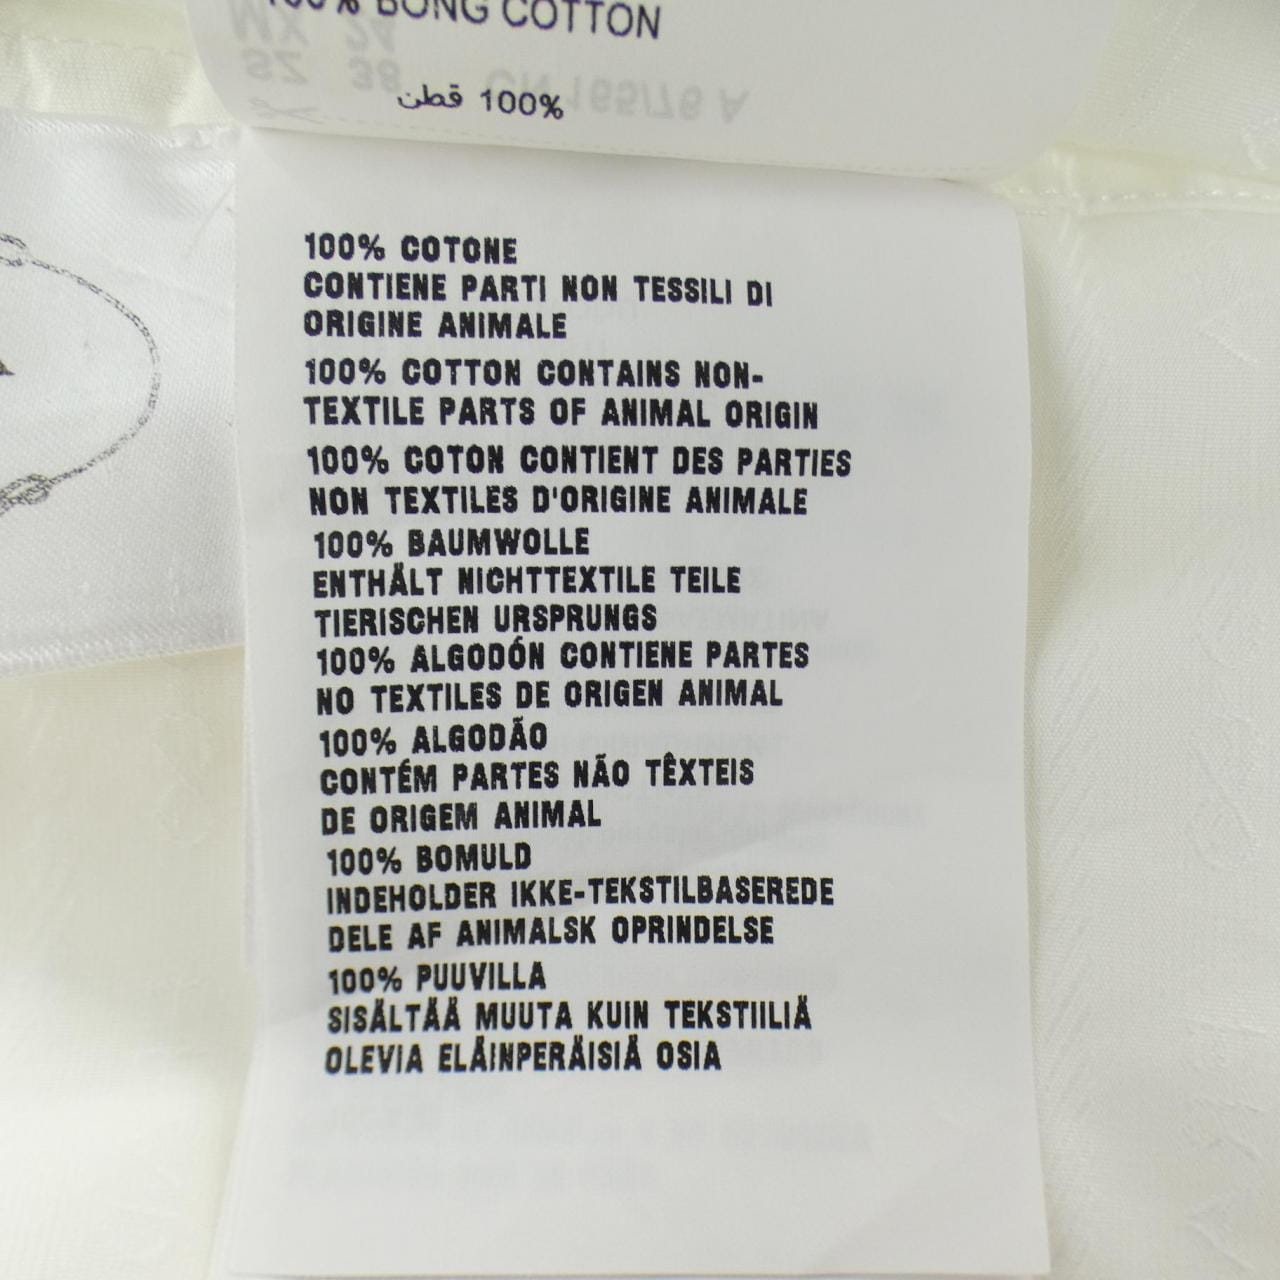 100% BÔNG COTTON
100% قطن
100% COTONE
CONTIENE PARTI NON TESSILI DI
ORIGINE ANIMALE
100% COTTON CONTAINS NON-
TEXTILE PARTS OF ANIMAL ORIGIN
100% COTON CONTIENT DES PARTIES
NON TEXTILES D'ORIGINE ANIMALE
100% BAUMWOLLE
ENTHÄLT NICHTTEXTILE TEILE
TIERISCHEN URSPRUNGS
100% ALGODÓN CONTIENE PARTES
NO TEXTILES DE ORIGEN ANIMAL
100% ALGODÃO
CONTÉM PARTES NÃO TÊXTEIS
DE ORIGEM ANIMAL
100% BOMULD
INDEHOLDER IKKE-TEKSTILBASEREDE
DELE AF ANIMALSK OPRINDELSE
100% PUUVILLA
SISÄLTÄÄ MUUTA KUIN TEKSTIILIÄ
OLEVIA ELÄINPERÄISIÄ OSIA